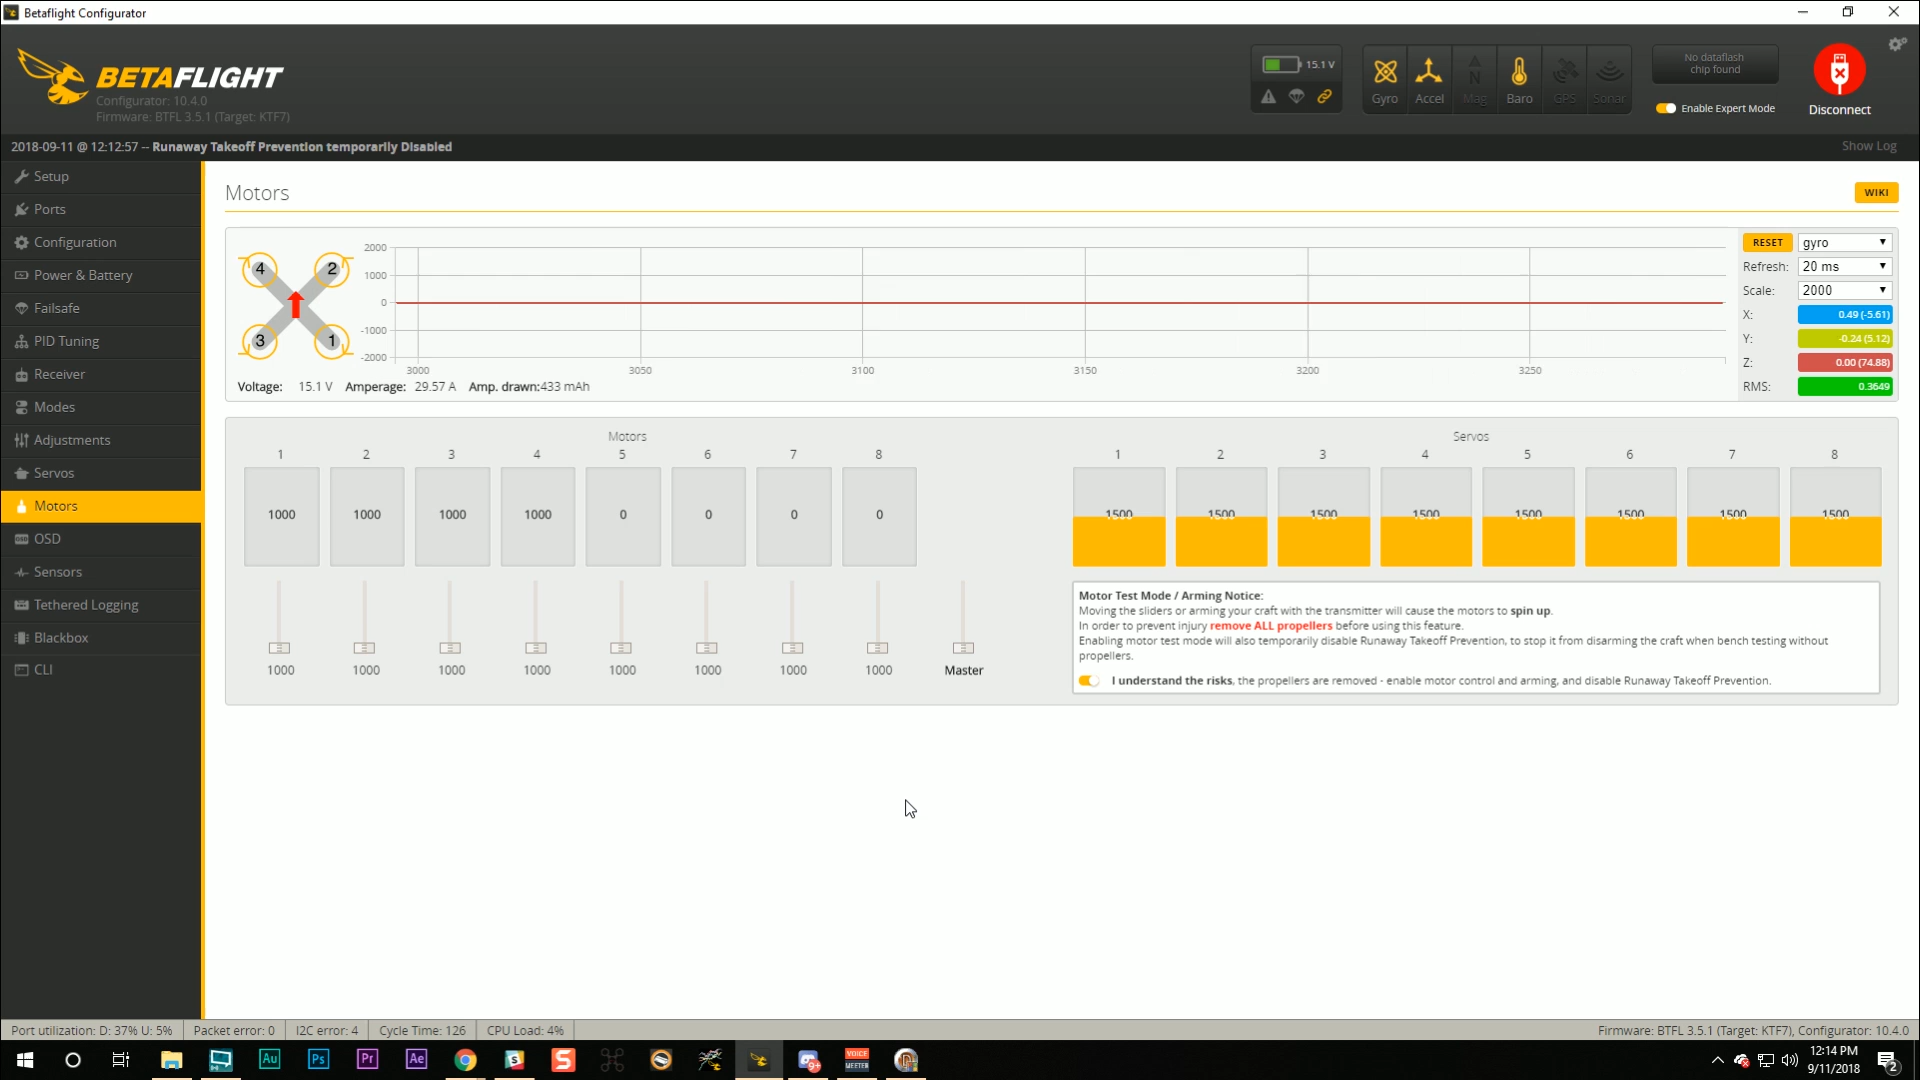 Betaflight Configurator
BETAFLIGHT
Configurator: 10.4.0
Firmware: BTFL 3.5.1 (Target: KTF7)
15.1 V
Gyro
Accel
Mag
Baro
GPS
Sonar
No dataflash
chip found
Enable Expert Mode
Disconnect
2018-09-11 @ 12:12:57 -- Runaway Takeoff Prevention temporarily Disabled
Show Log
Setup
Ports
Configuration
Power & Battery
Failsafe
PID Tuning
Receiver
Modes
Adjustments
Servos
Motors
OSD
Sensors
Tethered Logging
Blackbox
CLI
Motors
WIKI
4
2
3
1
2000
1000
0
-1000
-2000
3000
3050
3100
3150
3200
3250
Voltage: 15.1 V Amperage: 29.57 A Amp. drawn:433 mAh
RESET gyro
Refresh: 20 ms
Scale: 2000
X: 0.49 (-5.61)
Y: -0.24 (5.12)
Z: 0.00 (74.88)
RMS: 0.3649
Motors
1 2 3 4 5 6 7 8
1000 1000 1000 1000 0 0 0 0
1000 1000 1000 1000 1000 1000 1000 1000 Master
Servos
1 2 3 4 5 6 7 8
1500 1500 1500 1500 1500 1500 1500 1500
Motor Test Mode / Arming Notice:
Moving the sliders or arming your craft with the transmitter will cause the motors to spin up.
In order to prevent injury remove ALL propellers before using this feature.
Enabling motor test mode will also temporarily disable Runaway Takeoff Prevention, to stop it from disarming the craft when bench testing without
propellers.
I understand the risks, the propellers are removed - enable motor control and arming, and disable Runaway Takeoff Prevention.
Port utilization: D: 37% U: 5%
Packet error: 0
I2C error: 4
Cycle Time: 126
CPU Load: 4%
Firmware: BTFL 3.5.1 (Target: KTF7), Configurator: 10.4.0
Au
Ps
Pr
Ae
S
S
9+
VOICE
MEETER
12:14 PM
9/11/2018
2